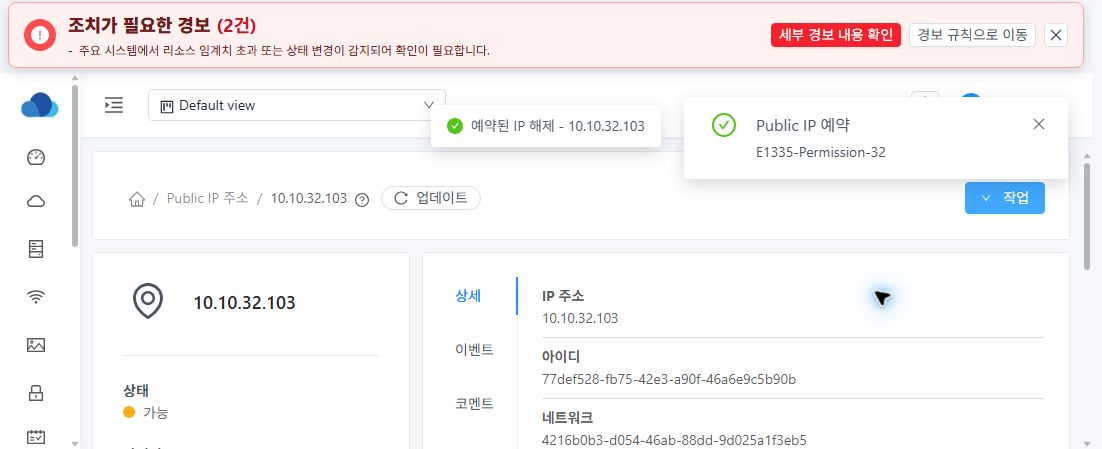 조치가 필요한 경보 (2건)
- 주요 시스템에서 리소스 임계치 초과 또는 상태 변경이 감지되어 확인이 필요합니다.
세부 경보 내용 확인
경보 규칙으로 이동
Default view
예약된 IP 해제 - 10.10.32.103
Public IP 예약
E1335-Permission-32
/ Public IP 주소 / 10.10.32.103
업데이트
작업
10.10.32.103
상태
가능
상세
이벤트
코멘트
IP 주소
10.10.32.103
아이디
77def528-fb75-42e3-a90f-46a6e9c5b90b
네트워크
4216b0b3-d054-46ab-88dd-9d025a1f3eb5